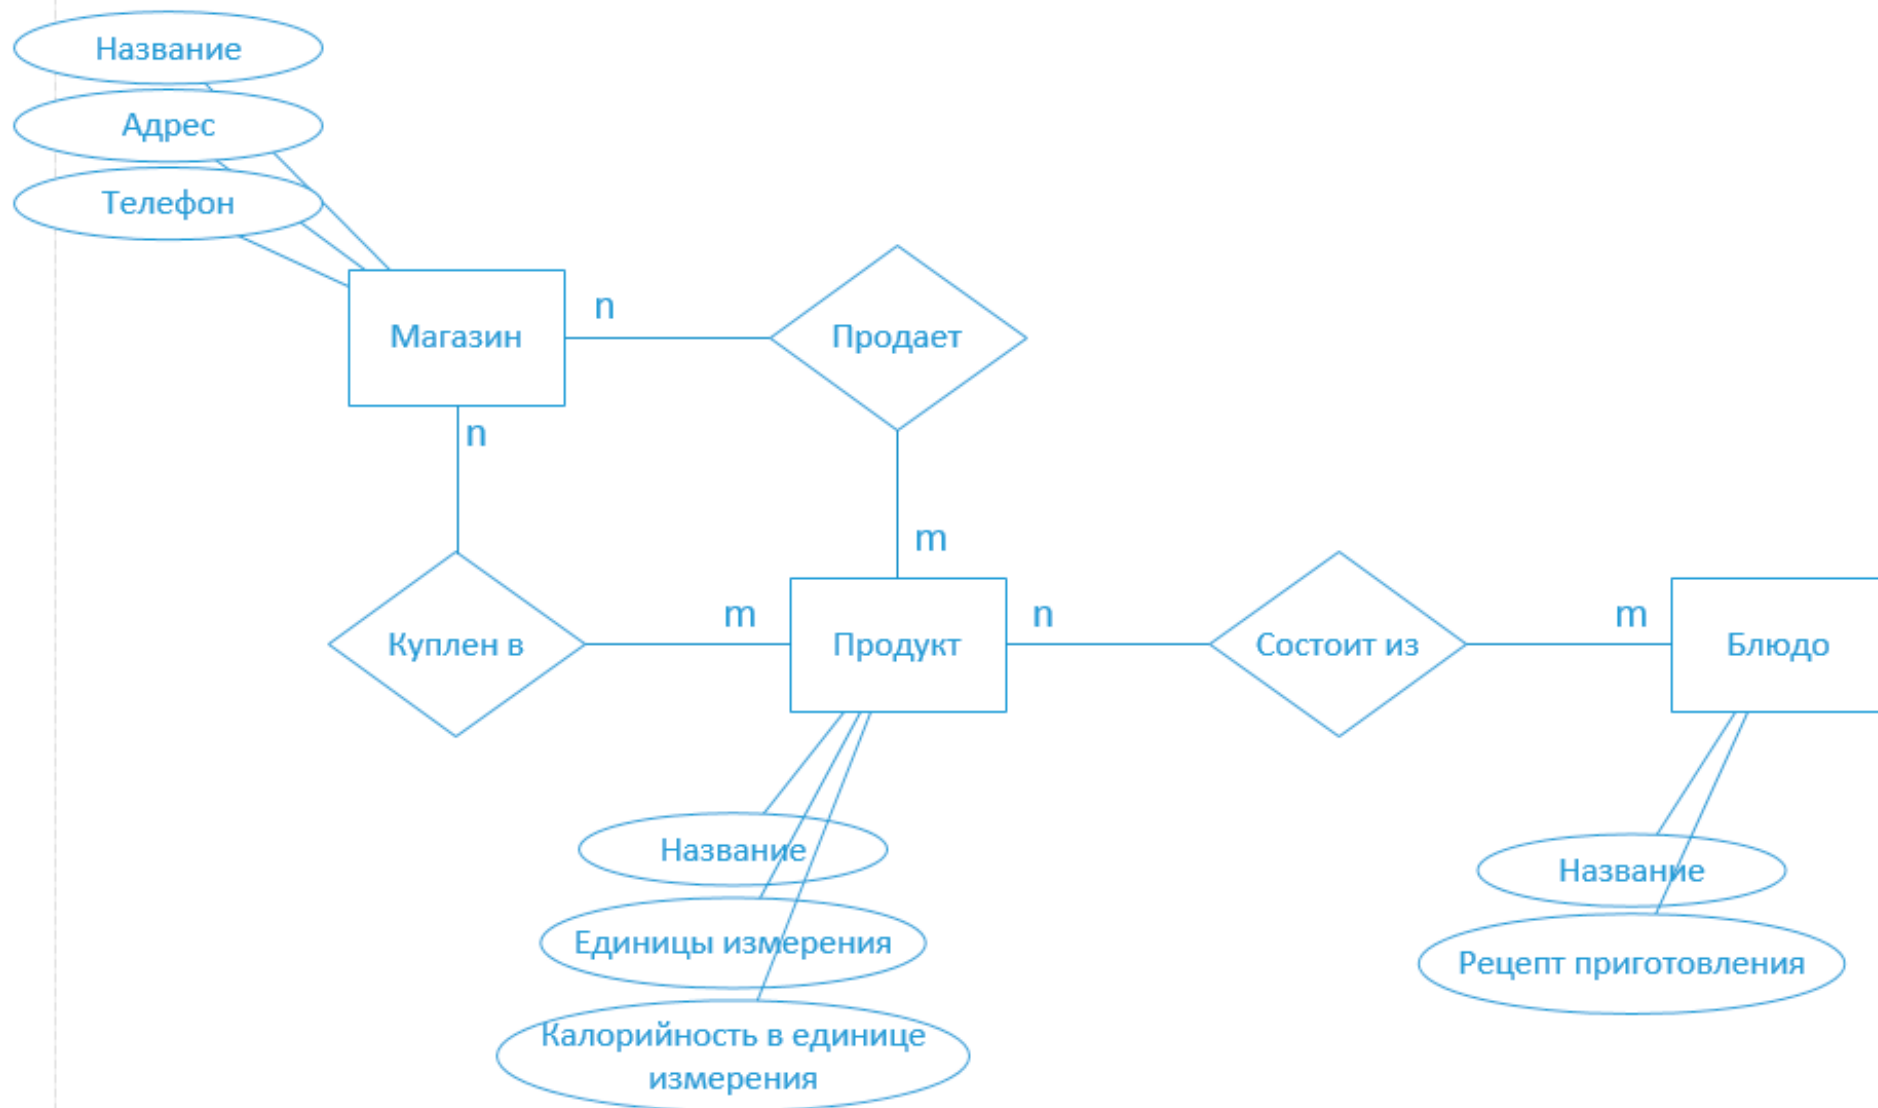 Название
Адрес
Телефон
n
Магазин
Продает
n
m
m
n
m
Куплен в
Продукт
Состоит из
Блюдо
Название
Единицы измерения
Калорийность в единице
измерения
Название
Рецепт приготовления